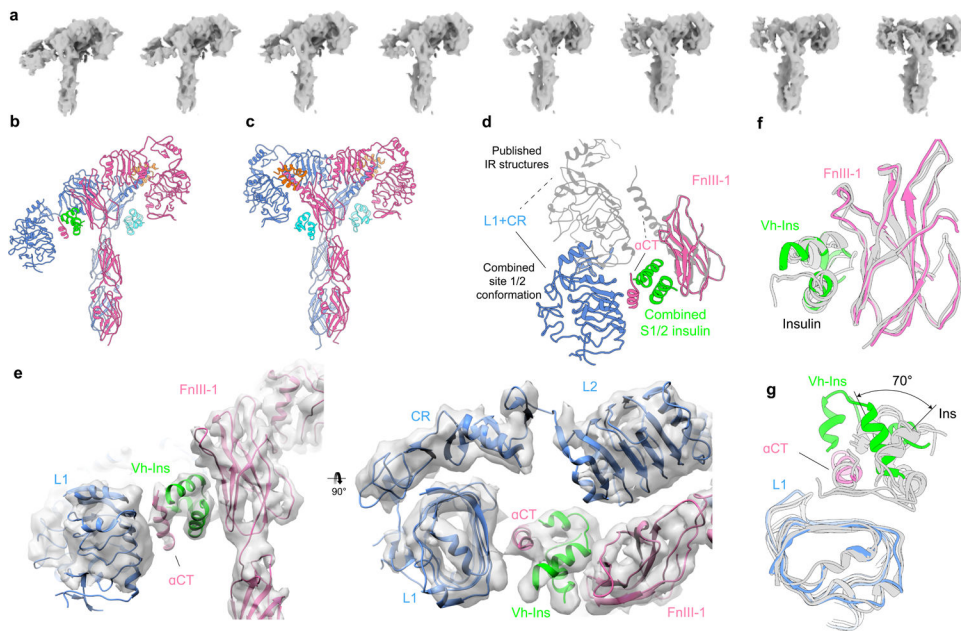 a
b
c
d
Published
IR structures
L1+CR
αCT
FnIII-1
Combined
site 1/2
conformation
Combined
S1/2 insulin
f
FnIII-1
Vh-Ins
Insulin
e
FnIII-1
Vh-Ins
L1
αCT
90°
CR
L2
αCT
L1
Vh-Ins
FnIII-1
g
Vh-Ins
70°
Ins
αCT
L1